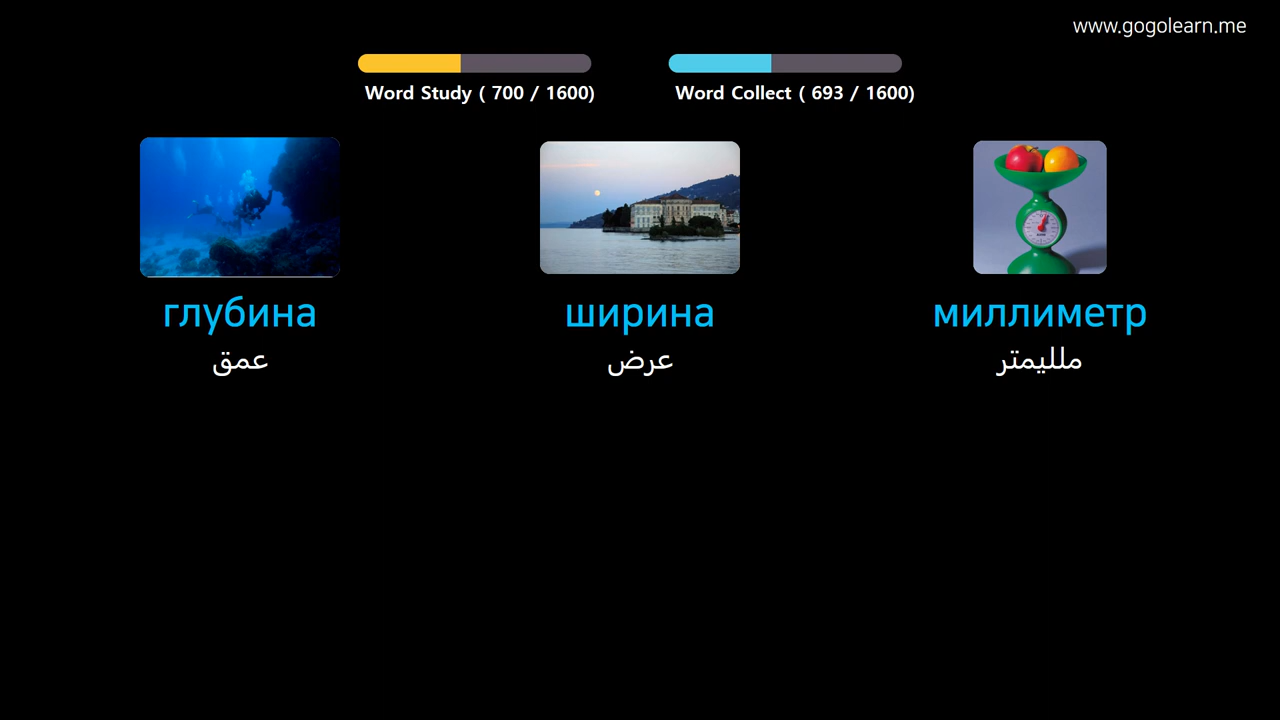 www.gogolearn.me
Word Study ( 700 / 1600)
Word Collect ( 693 / 1600)
глубина
ширина
миллиметр
عمق
عرض
ملليمتر